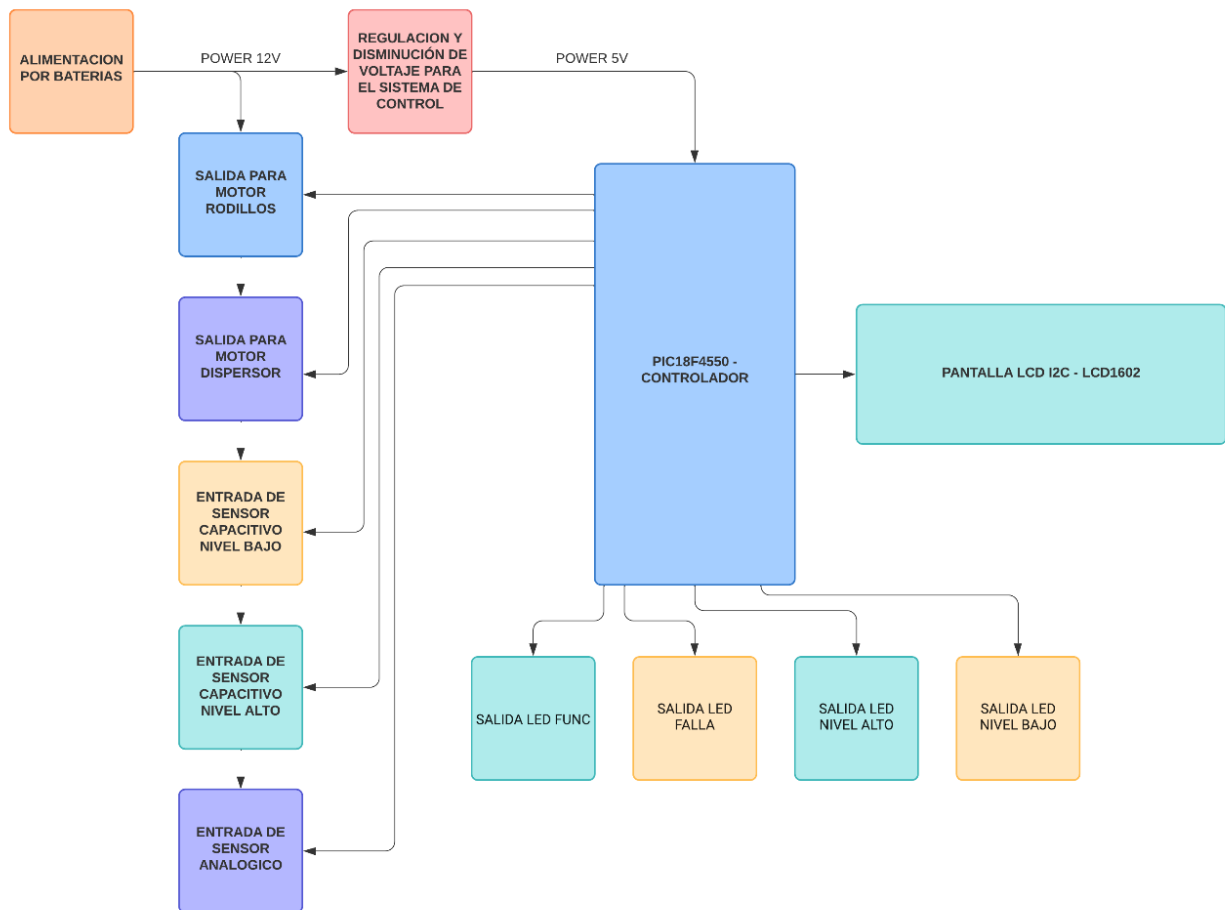 ALIMENTACION
POR BATERIAS
POWER 12V
REGULACION Y
DISMINUCIÓN DE
VOLTAJE PARA
EL SISTEMA DE
CONTROL
POWER 5V
SALIDA PARA
MOTOR
RODILLOS
SALIDA PARA
MOTOR
DISPERSOR
PIC18F4550 -
CONTROLADOR
PANTALLA LCD I2C - LCD1602
ENTRADA DE
SENSOR
CAPACITIVO
NIVEL BAJO
ENTRADA DE
SENSOR
CAPACITIVO
NIVEL ALTO
SALIDA LED FUNC
SALIDA LED
FALLA
SALIDA LED
NIVEL ALTO
SALIDA LED
NIVEL BAJO
ENTRADA DE
SENSOR
ANALOGICO